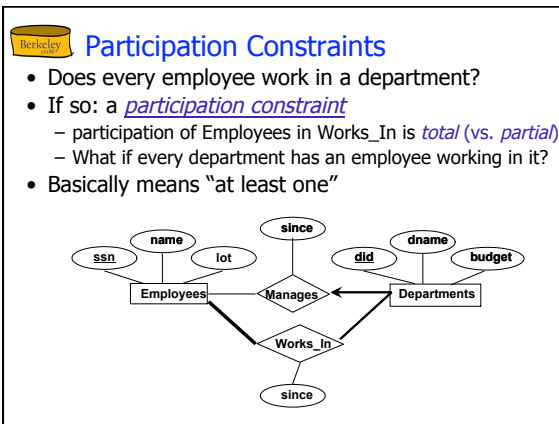 Berkeley
Participation Constraints
• Does every employee work in a department?
• If so: a participation constraint
– participation of Employees in Works_In is total (vs. partial)
– What if every department has an employee working in it?
• Basically means “at least one”
since
name
dname
ssn
lot
did
budget
Employees
Manages
Departments
Works_In
since